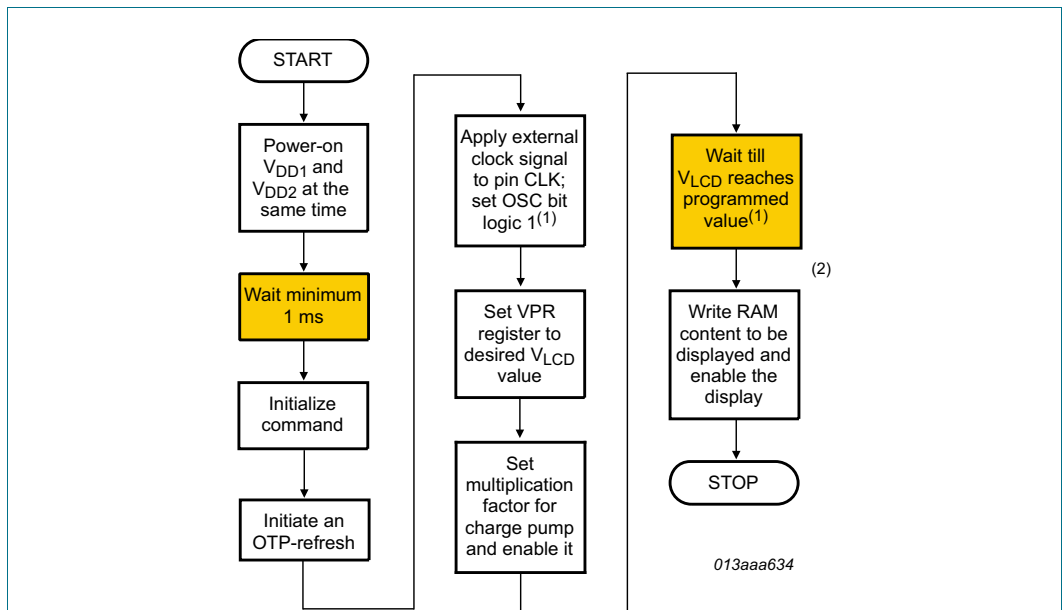 START
Power-on
VDD1 and
VDD2 at the
same time
Wait minimum
1 ms
Initialize
command
Initiate an
OTP-refresh
Apply external
clock signal
to pin CLK;
set OSC bit
logic 1(1)
Set VPR
register to
desired VLCD
value
Set
multiplication
factor for
charge pump
and enable it
Wait till
VLCD reaches
programmed
value(1)
(2)
Write RAM
content to be
displayed and
enable the
display
STOP
013aaa634